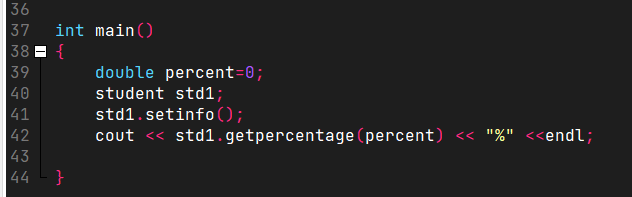 36
37 int main()
38 {
39 double percent=0;
40 student std1;
41 std1.setinfo();
42 cout << std1.getpercentage(percent) << "%" <<endl;
43
44 }